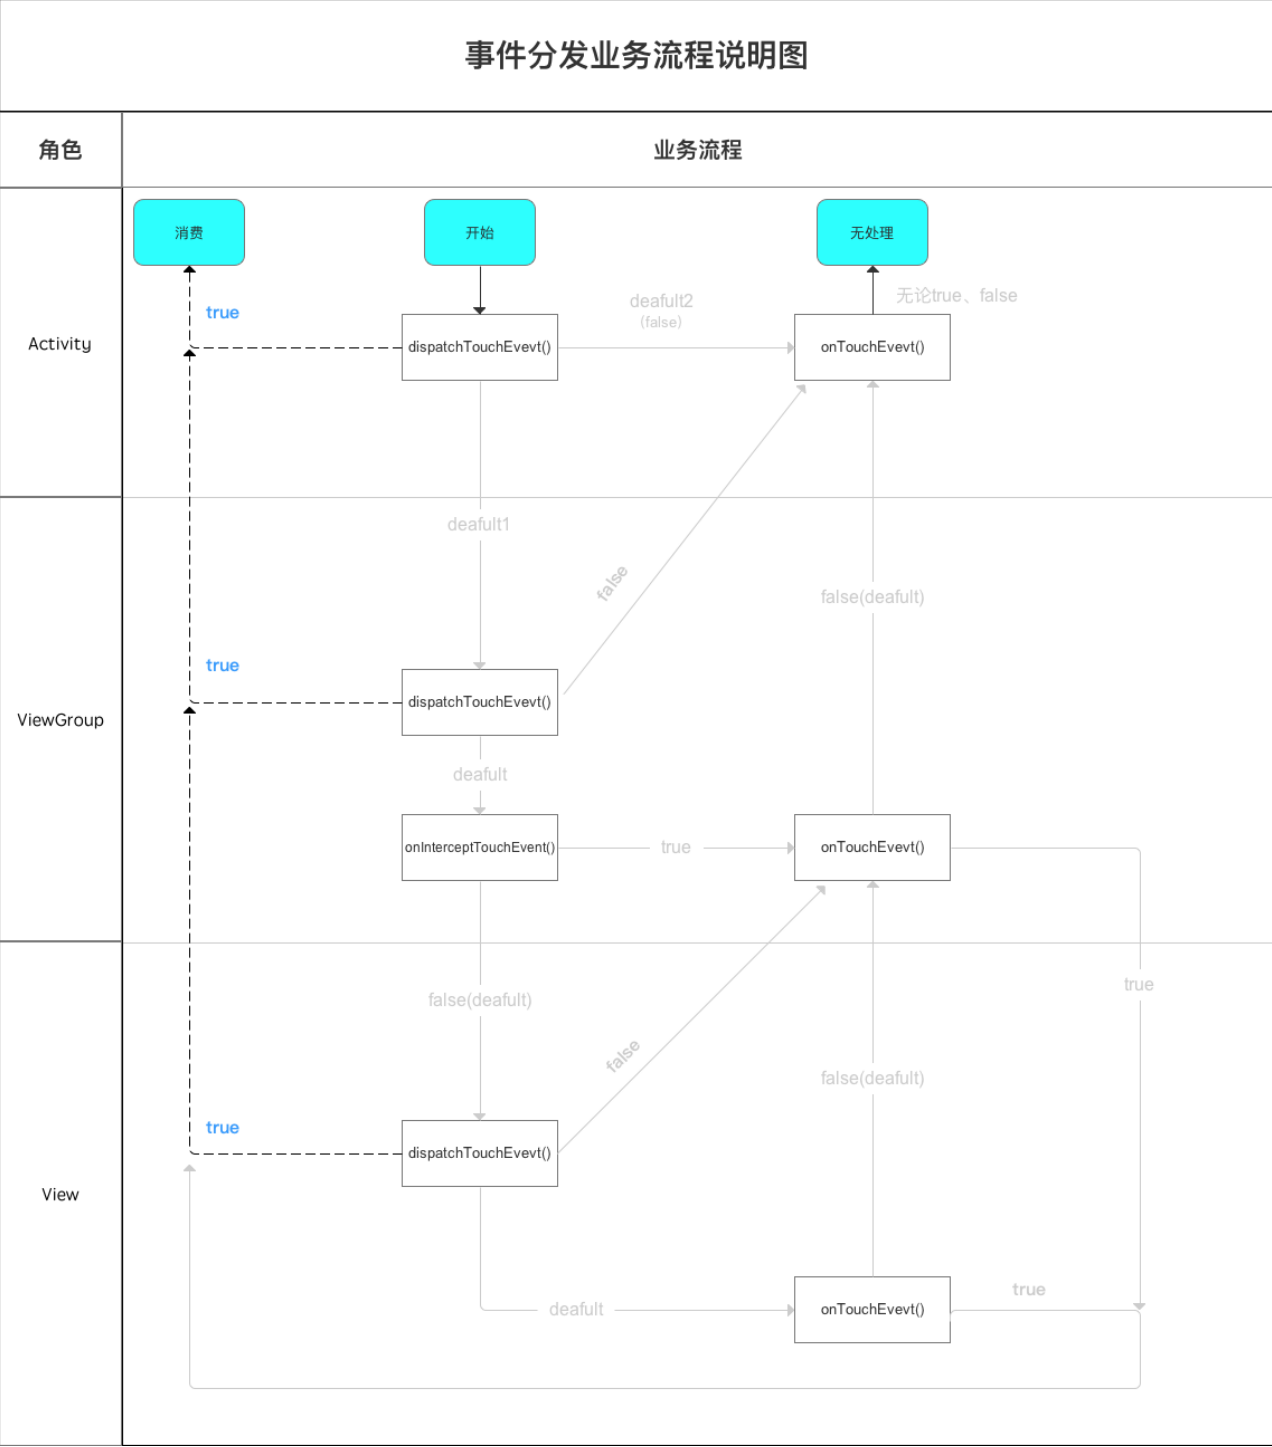 事件分发业务流程说明图
角色
业务流程
消费
开始
无处理
true
deafult2
(false)
无论true、false
Activity
dispatchTouchEvevt()
onTouchEvevt()
deafult1
false
false(deafult)
true
dispatchTouchEvevt()
ViewGroup
deafult
onInterceptTouchEvent()
true
onTouchEvevt()
true
false(deafult)
false
false(deafult)
true
dispatchTouchEvevt()
View
deafult
onTouchEvevt()
true